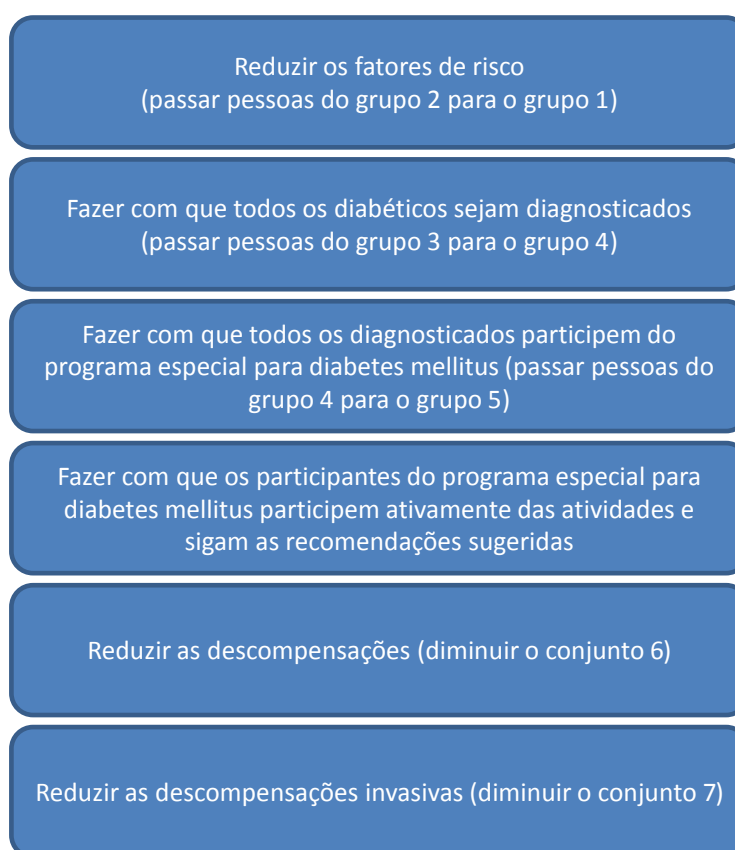 Reduzir os fatores de risco
(passar pessoas do grupo 2 para o grupo 1)
Fazer com que todos os diabéticos sejam diagnosticados
(passar pessoas do grupo 3 para o grupo 4)
Fazer com que todos os diagnosticados participem do
programa especial para diabetes mellitus (passar pessoas do
grupo 4 para o grupo 5)
Fazer com que os participantes do programa especial para
diabetes mellitus participem ativamente das atividades e
sigam as recomendações sugeridas
Reduzir as descompensações (diminuir o conjunto 6)
Reduzir as descompensações invasivas (diminuir o conjunto 7)